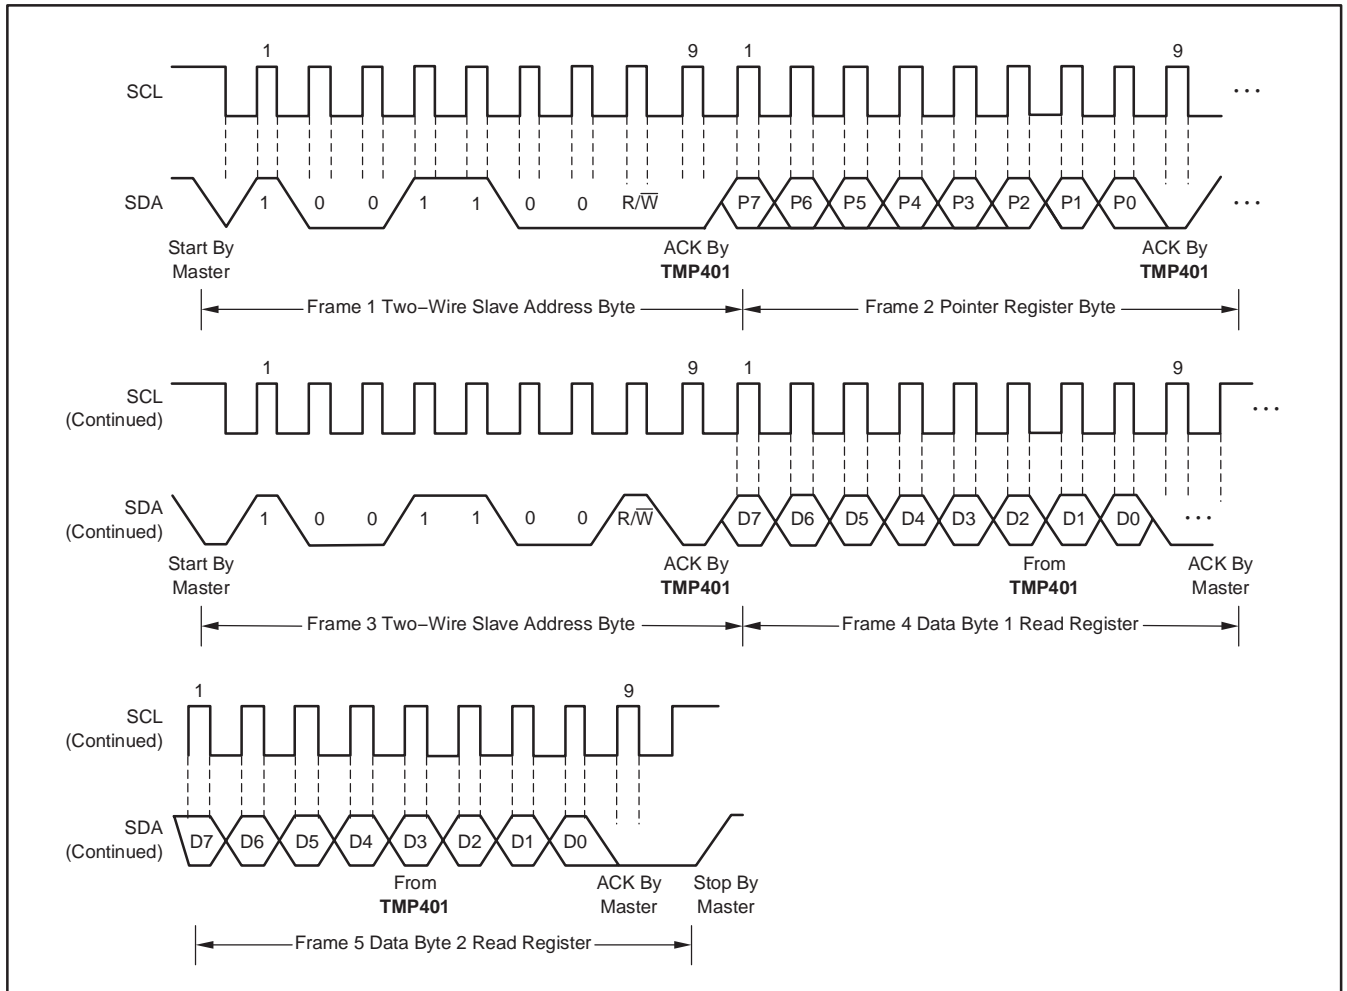 1 9 1 9
SCL ...
SDA 1 0 0 1 1 0 0 R/W̅ P7 P6 P5 P4 P3 P2 P1 P0 ...
Start By Master
ACK By TMP401
ACK By TMP401
Frame 1 Two–Wire Slave Address Byte
Frame 2 Pointer Register Byte
1 9 1 9
SCL (Continued) ...
SDA (Continued) 1 0 0 1 1 0 0 R/W̅ D7 D6 D5 D4 D3 D2 D1 D0 ...
Start By Master
ACK By TMP401
From TMP401
ACK By Master
Frame 3 Two–Wire Slave Address Byte
Frame 4 Data Byte 1 Read Register
1 9
SCL (Continued)
SDA (Continued) D7 D6 D5 D4 D3 D2 D1 D0
From TMP401
ACK By Master
Stop By Master
Frame 5 Data Byte 2 Read Register